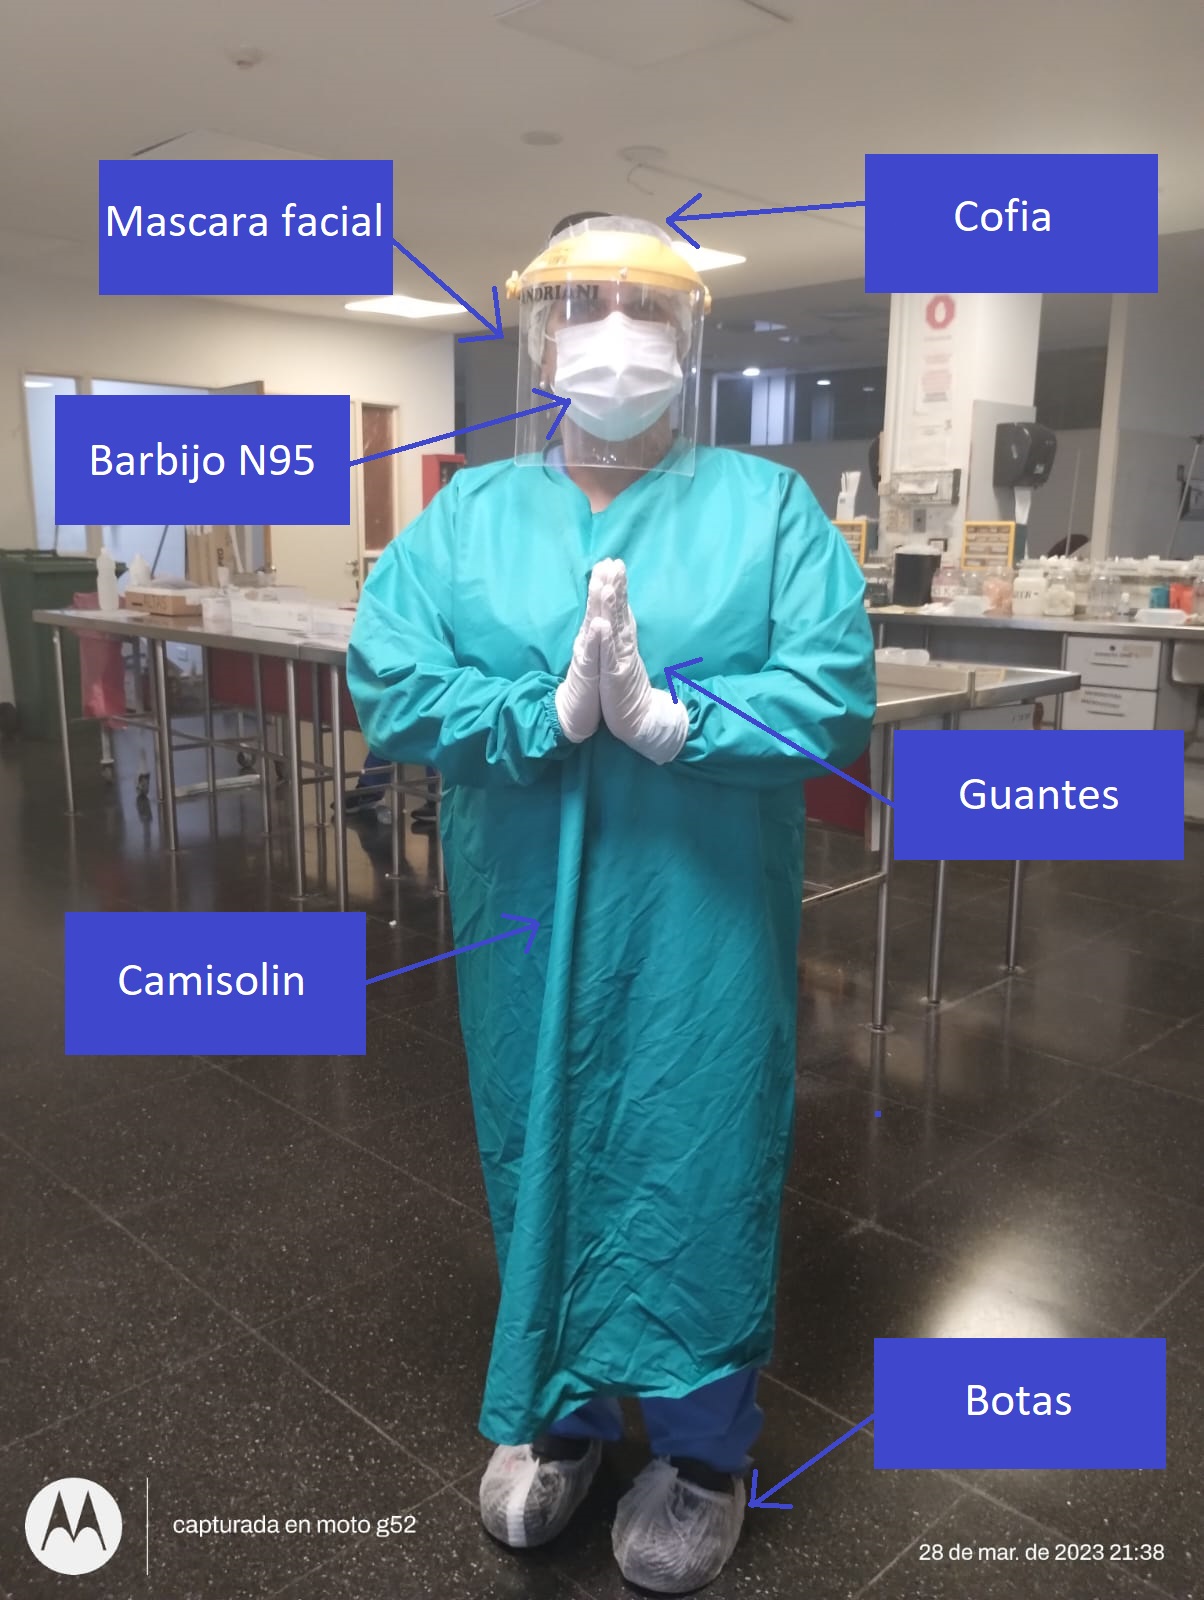 Mascara facial
Cofia
NDRIANI
Barbijo N95
Guantes
Camisolin
Botas
capturada en moto g52
28 de mar. de 2023 21:38